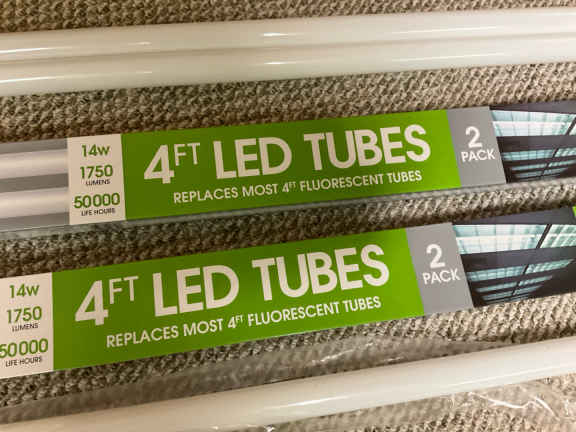 14w
1750
LUMENS
50000
LIFE HOURS
4FT LED TUBES
REPLACES MOST 4FT FLUORESCENT TUBES
2
PACK
14w
1750
LUMENS
50000
LIFE HOURS
4FT LED TUBES
REPLACES MOST 4FT FLUORESCENT TUBES
2
PACK